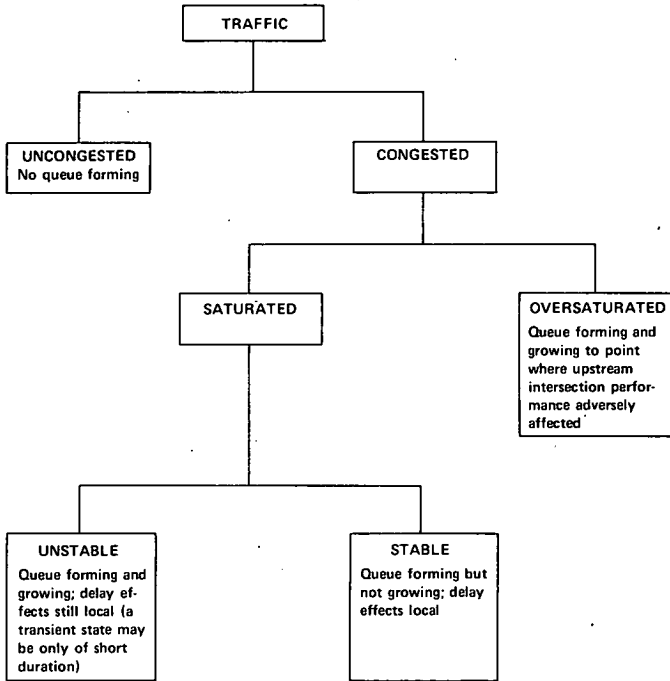 TRAFFIC
UNCONGESTED
No queue forming
CONGESTED
SATURATED
OVERSATURATED
Queue forming and
growing to point
where upstream
intersection perfor-
mance adversely
affected
UNSTABLE
Queue forming and
growing; delay ef-
fects still local (a
transient state may
be only of short
duration)
STABLE
Queue forming but
not growing; delay
effects local